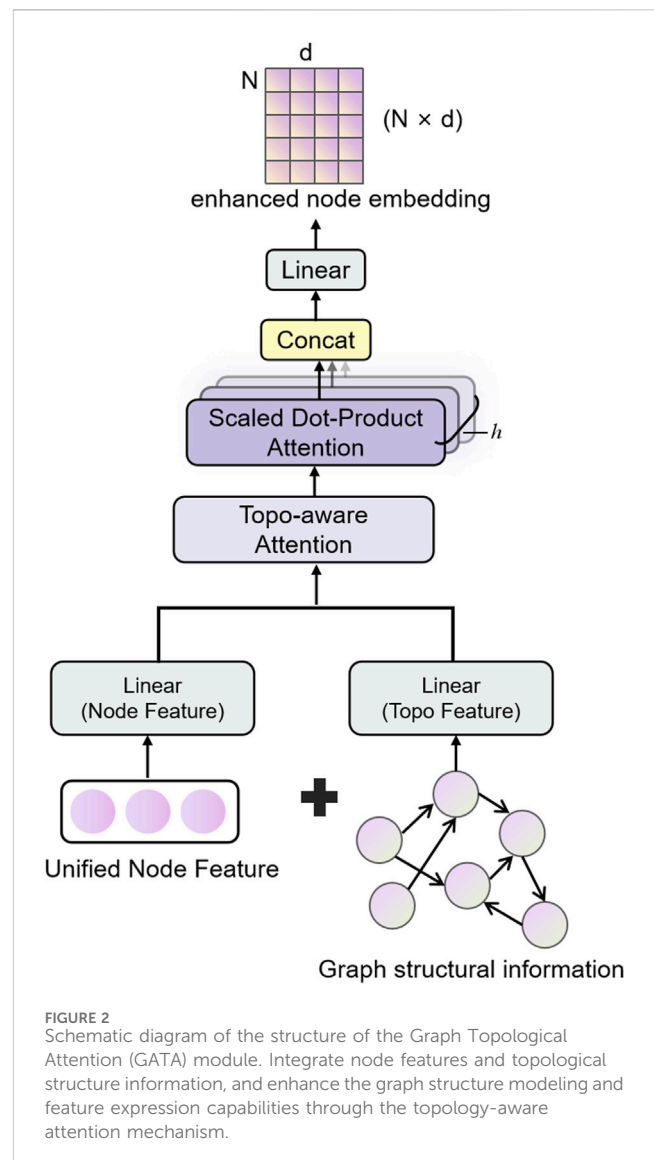 d
N
(N × d)
enhanced node embedding
Linear
Concat
Scaled Dot-Product
Attention
h
Topo-aware
Attention
Linear
(Node Feature)
Linear
(Topo Feature)
Unified Node Feature
Graph structural information
FIGURE 2
Schematic diagram of the structure of the Graph Topological
Attention (GATA) module. Integrate node features and topological
structure information, and enhance the graph structure modeling and
feature expression capabilities through the topology-aware
attention mechanism.